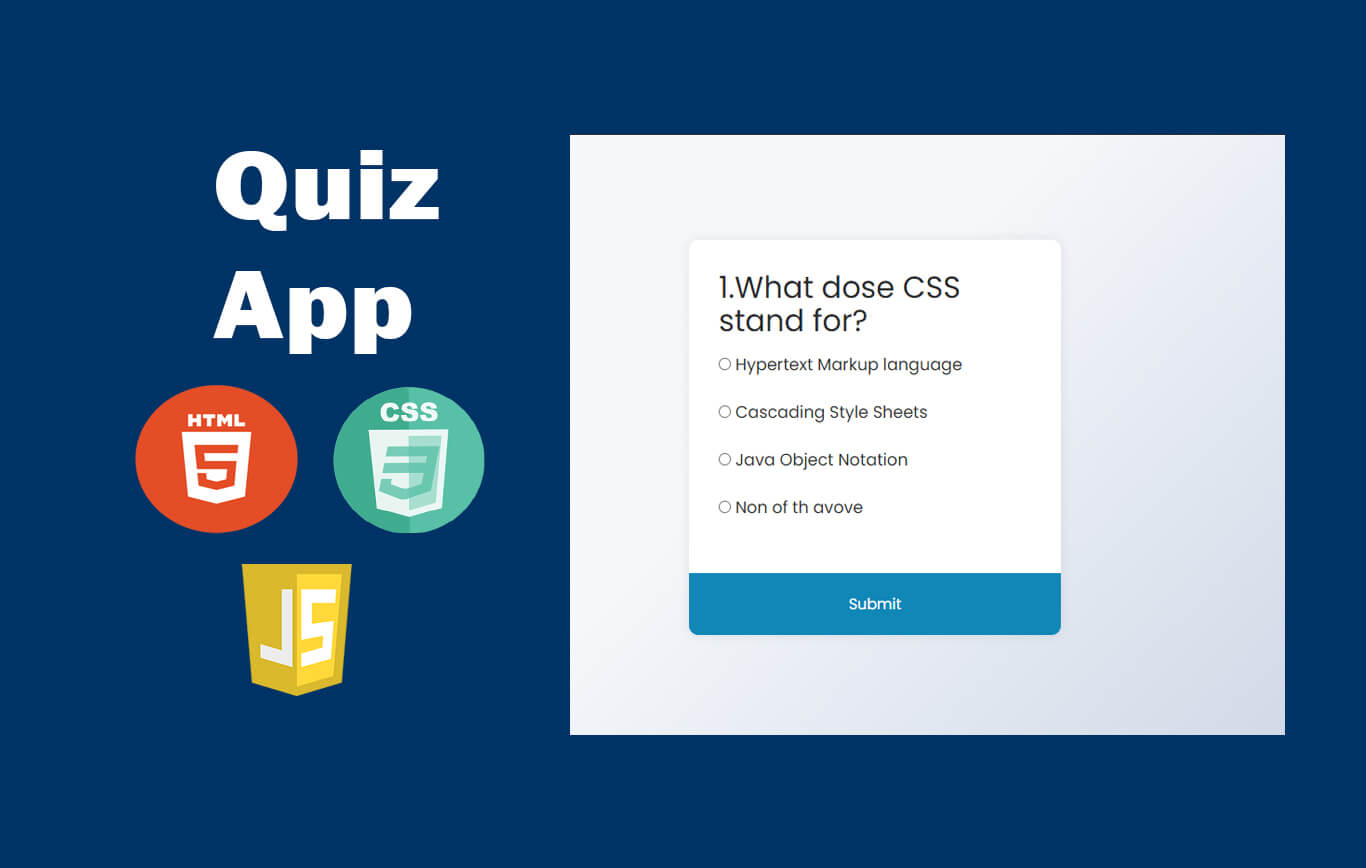 Quiz
App
HTML
5
CSS
3
JS
1.What dose CSS
stand for?
Hypertext Markup language
Cascading Style Sheets
Java Object Notation
Non of th avove
Submit